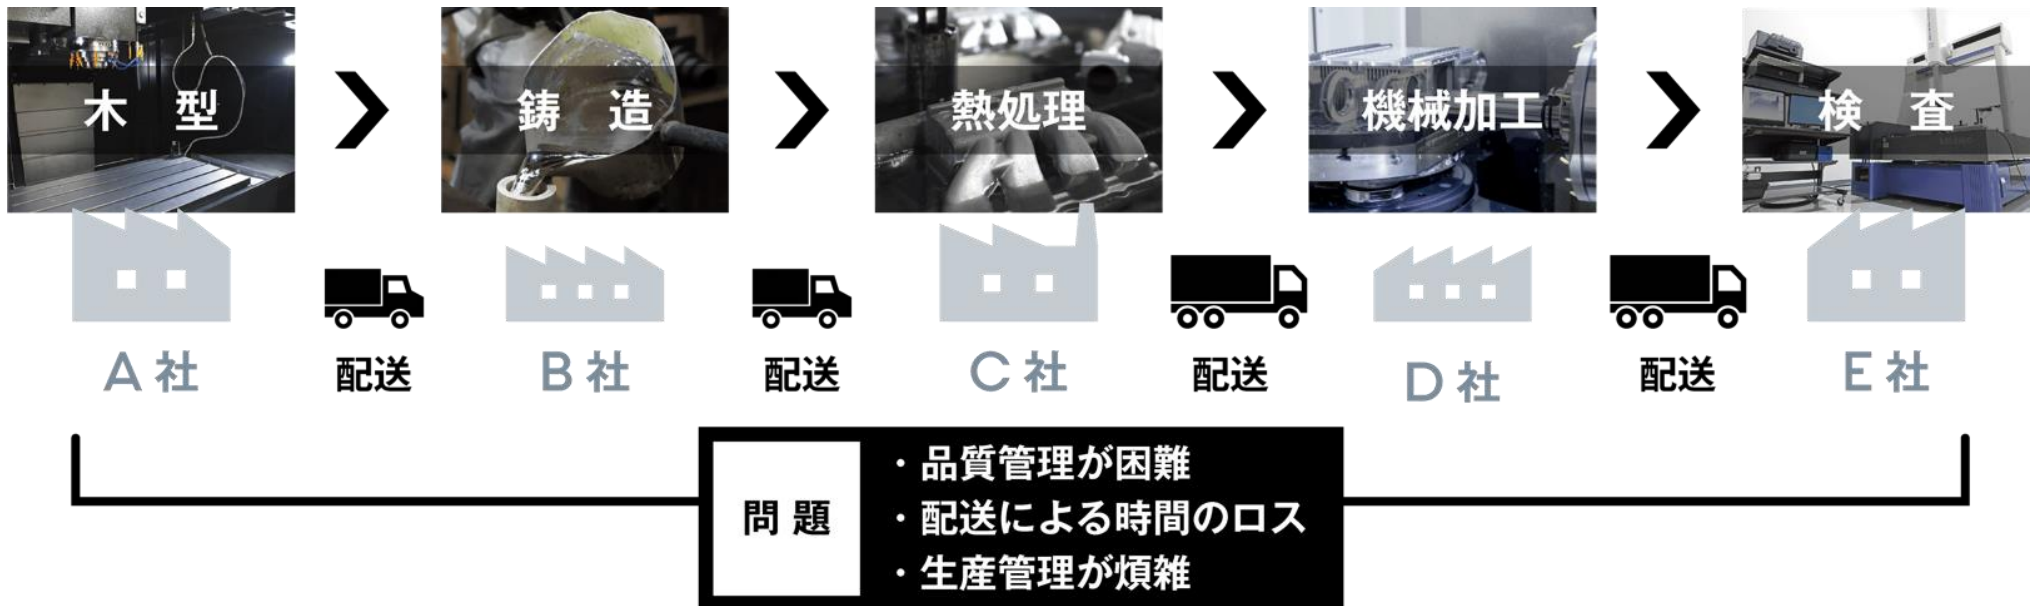 木　型
鋳　造
熱処理
機械加工
検　査
A 社
配送
B 社
配送
C 社
配送
D 社
配送
E 社
問 題
・品質管理が困難
・配送による時間のロス
・生産管理が煩雑